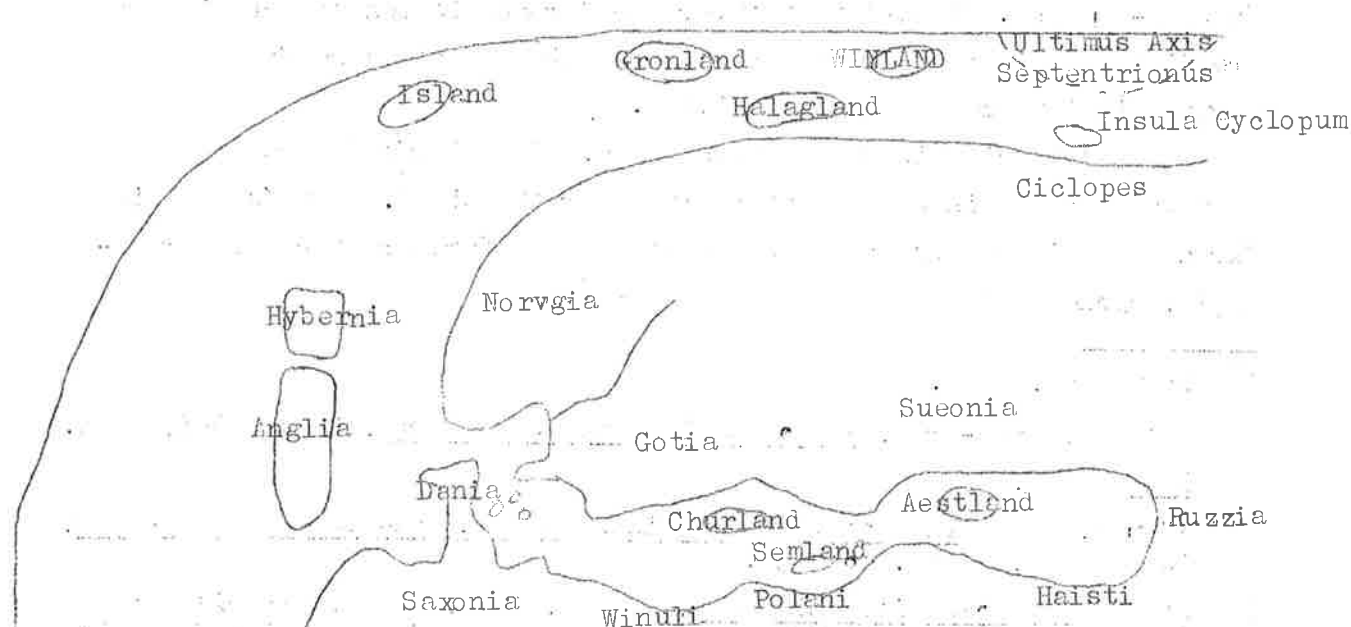 Gronland
WINLAND
Ultimus Axis
Septentrionús
Island
Halagland
Insula Cyclopum
Ciclopes
Norvgia
Hybernia
Sueonia
Anglia
Gotia
Dania
Aestland
Churland
Ruzzia
Semland
Saxonia
Polani
Haisti
Winuli